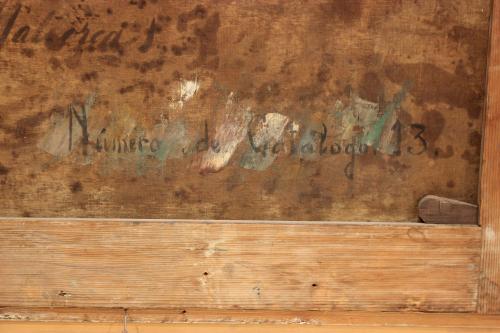 Número de Catálogo. 13.